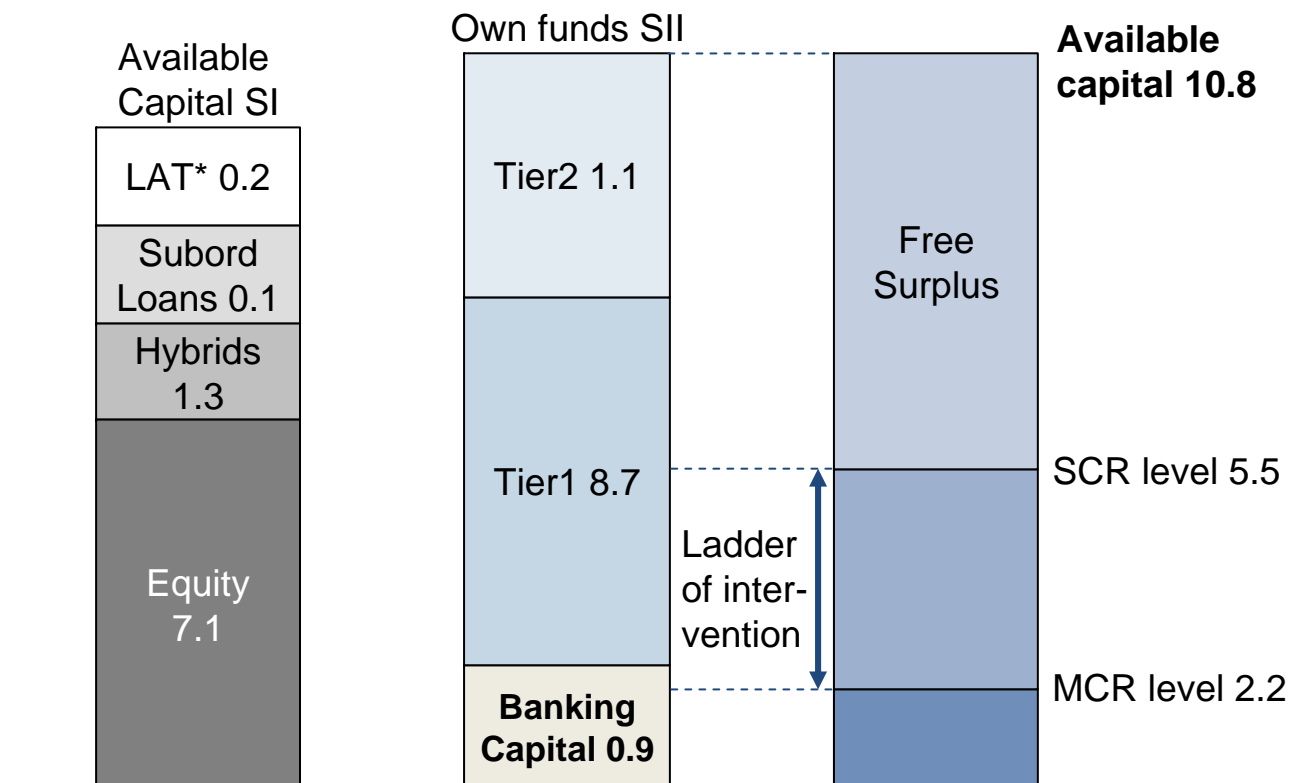 Available
Capital SI
LAT* 0.2
Subord
Loans 0.1
Hybrids
1.3
Equity
7.1
Own funds SII
Tier2 1.1
Tier1 8.7
Banking
Capital 0.9
Ladder
of inter-
vention
Free
Surplus
Available
capital 10.8
SCR level 5.5
MCR level 2.2